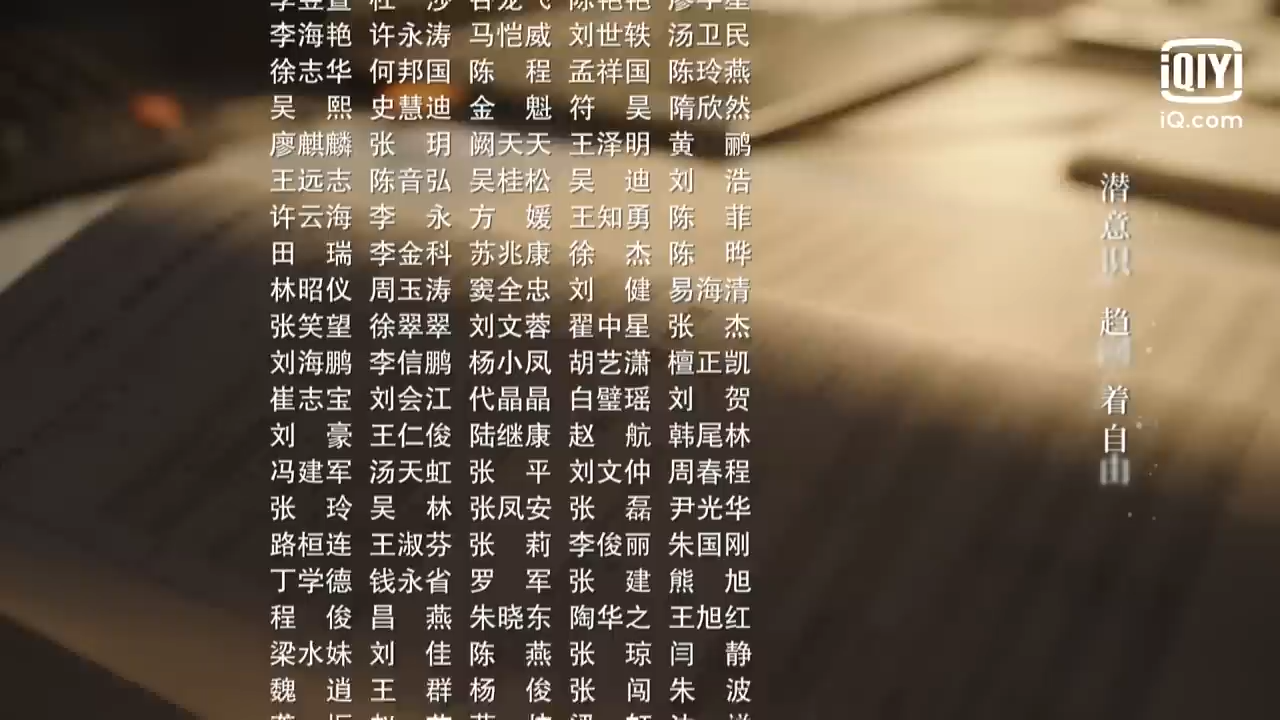 李海艳 许永涛 马恺威 刘世轶 汤卫民
徐志华 何邦国 陈 程 孟祥国 陈玲燕
吴 熙 史慧迪 金 魁 符 吴 隋欣然
廖麒麟 张 玥 阙天天 王泽明 黄 鹂
王远志 陈音弘 吴桂松 吴 迪 刘 浩
许云海 李 永 方 媛 王知勇 陈 菲
田 瑞 李金科 苏兆康 徐 杰 陈 晔
林昭仪 周玉涛 窦全忠 刘 健 易海清
张笑望 徐翠翠 刘文蓉 翟中星 张 杰
刘海鹏 李信鹏 杨小凤 胡艺潇 檀正凯
崔志宝 刘会江 代晶晶 白璧瑶 刘 贺
刘 豪 王仁俊 陆继康 赵 航 韩尾林
冯建军 汤天虹 张 平 刘文仲 周春程
张 玲 吴 林 张凤安 张 磊 尹光华
路桓连 王淑芬 张 莉 李俊丽 朱国刚
丁学德 钱永省 罗 军 张 建 熊 旭
程 俊 昌 燕 朱晓东 陶华之 王旭红
梁水妹 刘 佳 陈 燕 张 琼 闫 静
魏 逍 王 群 杨 俊 张 闯 朱 波
iQIYI
iQ.com
潜意识 趋 着自由